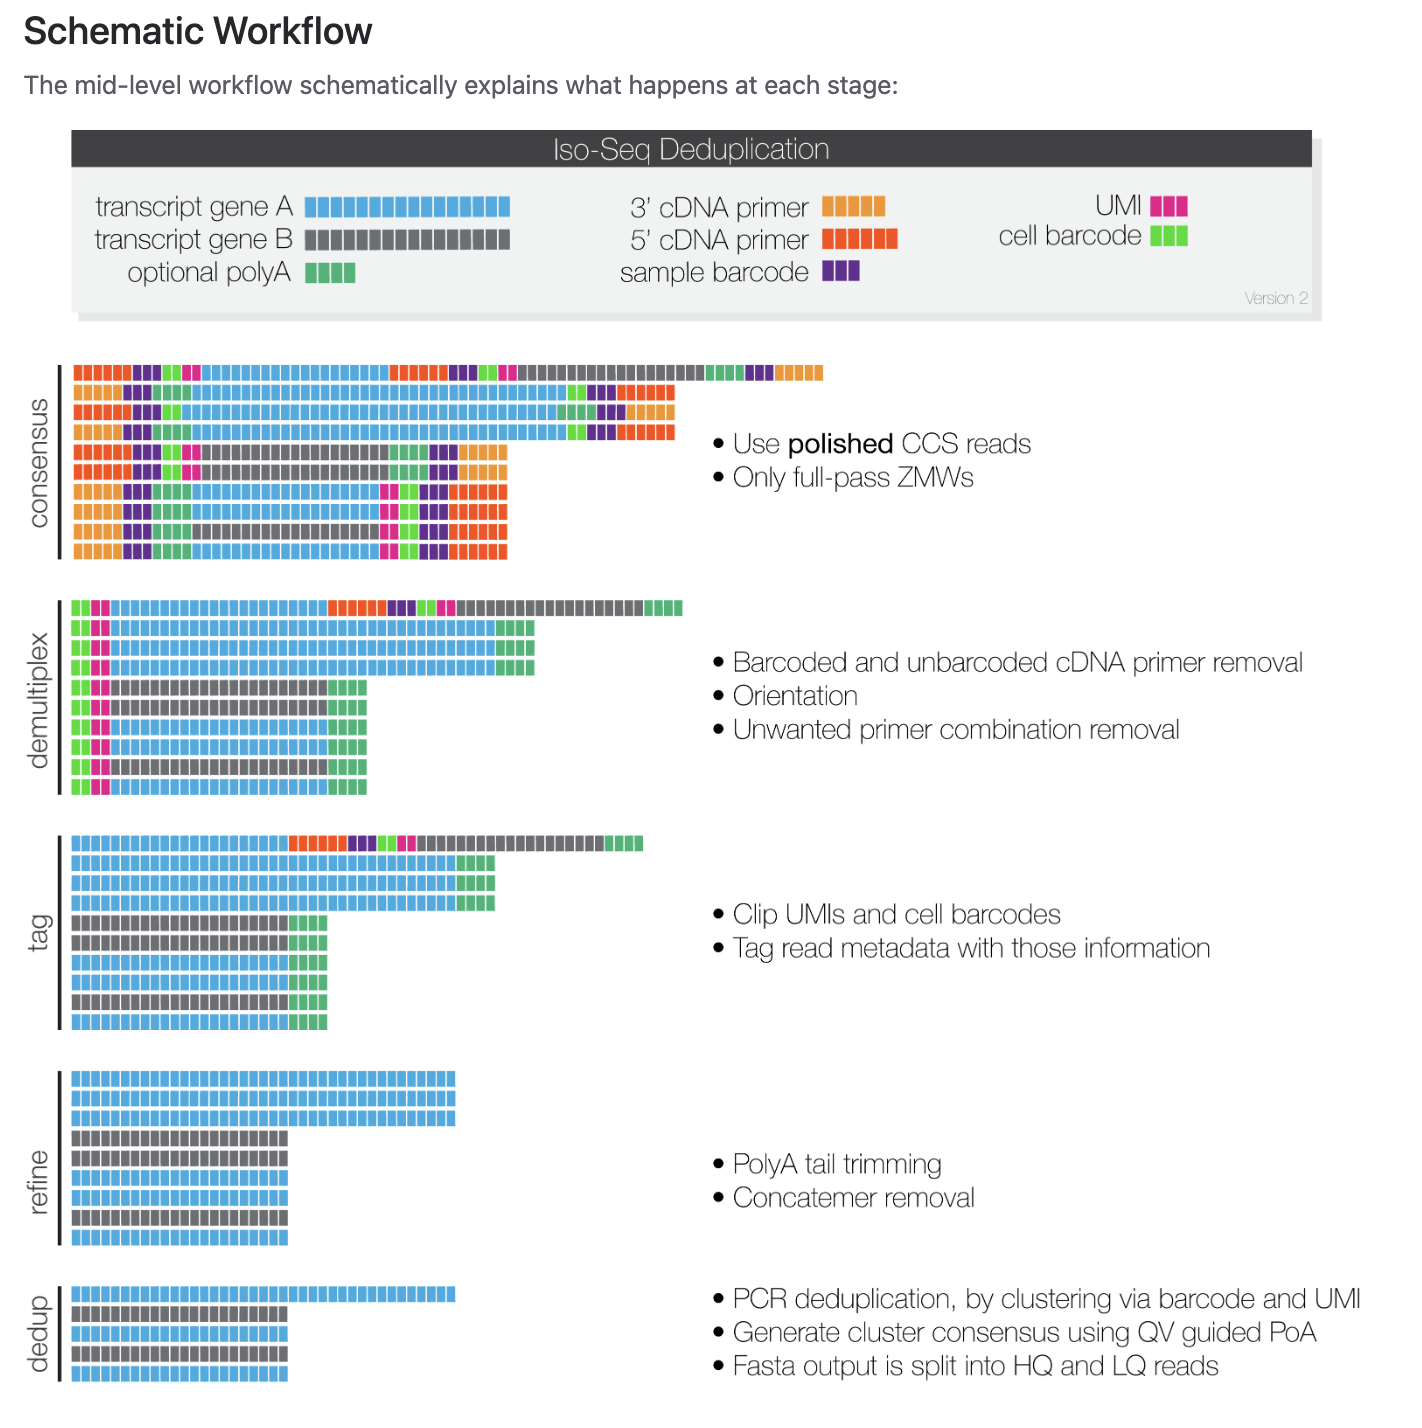 Schematic Workflow
The mid-level workflow schematically explains what happens at each stage:
Iso-Seq Deduplication
transcript gene A
transcript gene B
optional polyA
3' cDNA primer
5' cDNA primer
sample barcode
UMI
cell barcode
Version 2
consensus
• Use polished CCS reads
• Only full-pass ZMWs
demultiplex
• Barcoded and unbarcoded cDNA primer removal
• Orientation
• Unwanted primer combination removal
tag
• Clip UMIs and cell barcodes
• Tag read metadata with those information
refine
• PolyA tail trimming
• Concatemer removal
dedup
• PCR deduplication, by clustering via barcode and UMI
• Generate cluster consensus using QV guided PoA
• Fasta output is split into HQ and LQ reads